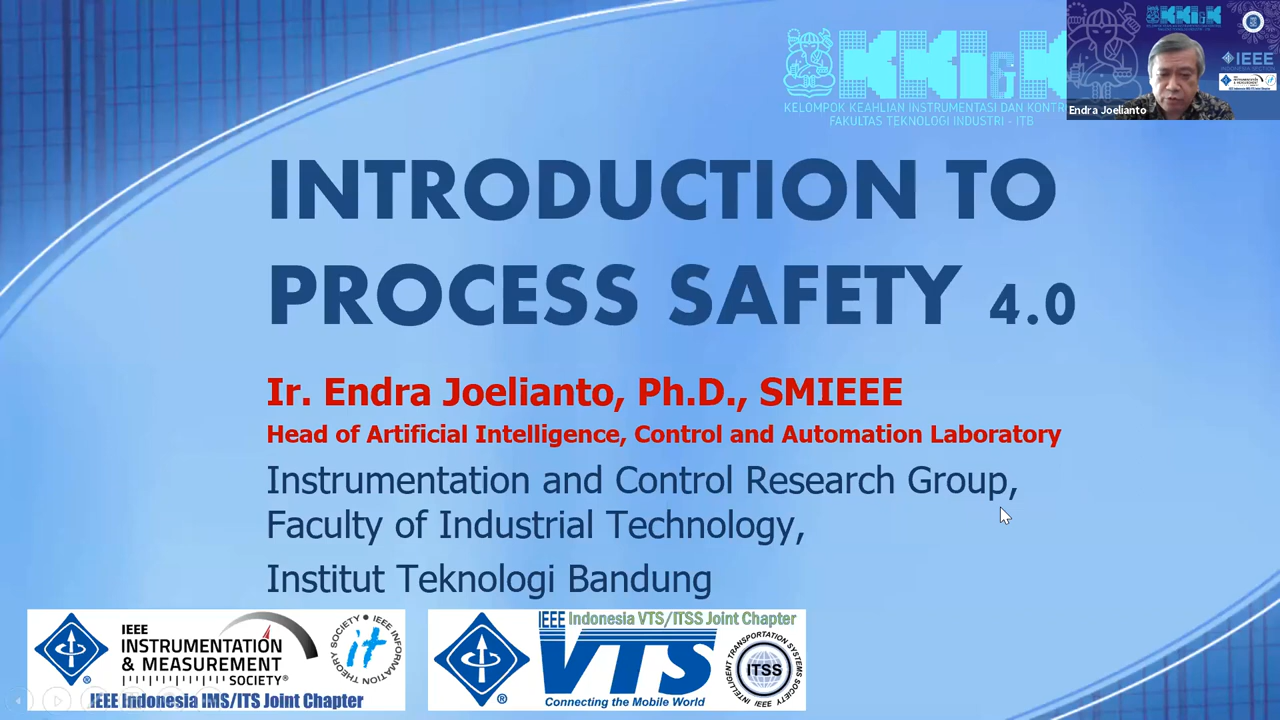 KKI&K
KELOMPOK KEAHLIAN INSTRUMENTASI DAN KONTR
FAKULTAS TEKNOLOGI INDUSTRI - ITB
IEEE
Endra Joelianto
INTRODUCTION TO
PROCESS SAFETY 4.0
Ir. Endra Joelianto, Ph.D., SMIEEE
Head of Artificial Intelligence, Control and Automation Laboratory
Instrumentation and Control Research Group,
Faculty of Industrial Technology,
Institut Teknologi Bandung
IEEE
INSTRUMENTATION
& MEASUREMENT
SOCIETY®
it
IEEE INFORMATION THEORY SOCIETY
IEEE Indonesia IMS/ITS Joint Chapter
IEEE Indonesia VTS/ITSS Joint Chapter
VTS
Connecting the Mobile World
INTELLIGENT TRANSPORTATION SYSTEMS SOCIETY
ITSS
IEEE